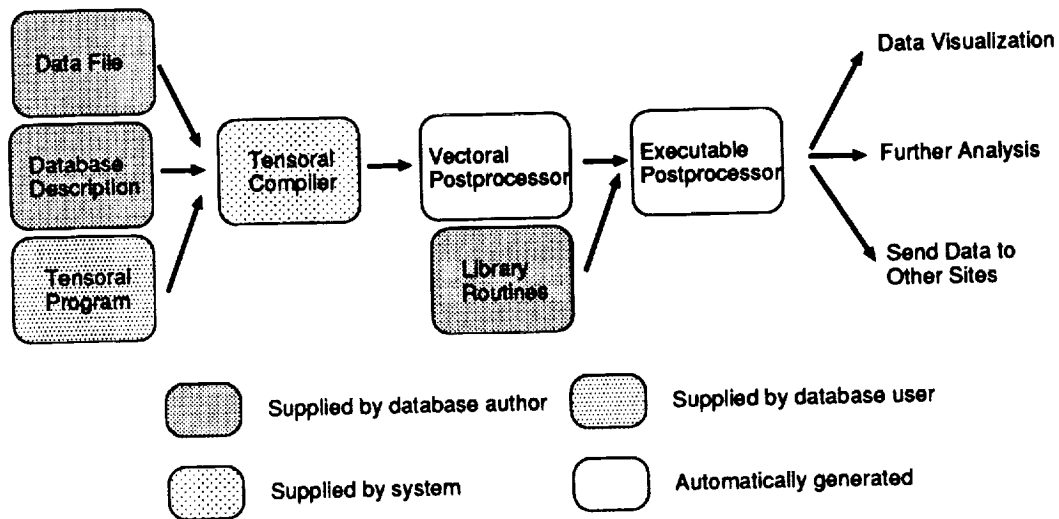 Data File
Database
Description
Tensoral
Program
Tensoral
Compiler
Vectoral
Postprocessor
Library
Routines
Executable
Postprocessor
Data Visualization
Further Analysis
Send Data to
Other Sites
Supplied by database author
Supplied by database user
Supplied by system
Automatically generated